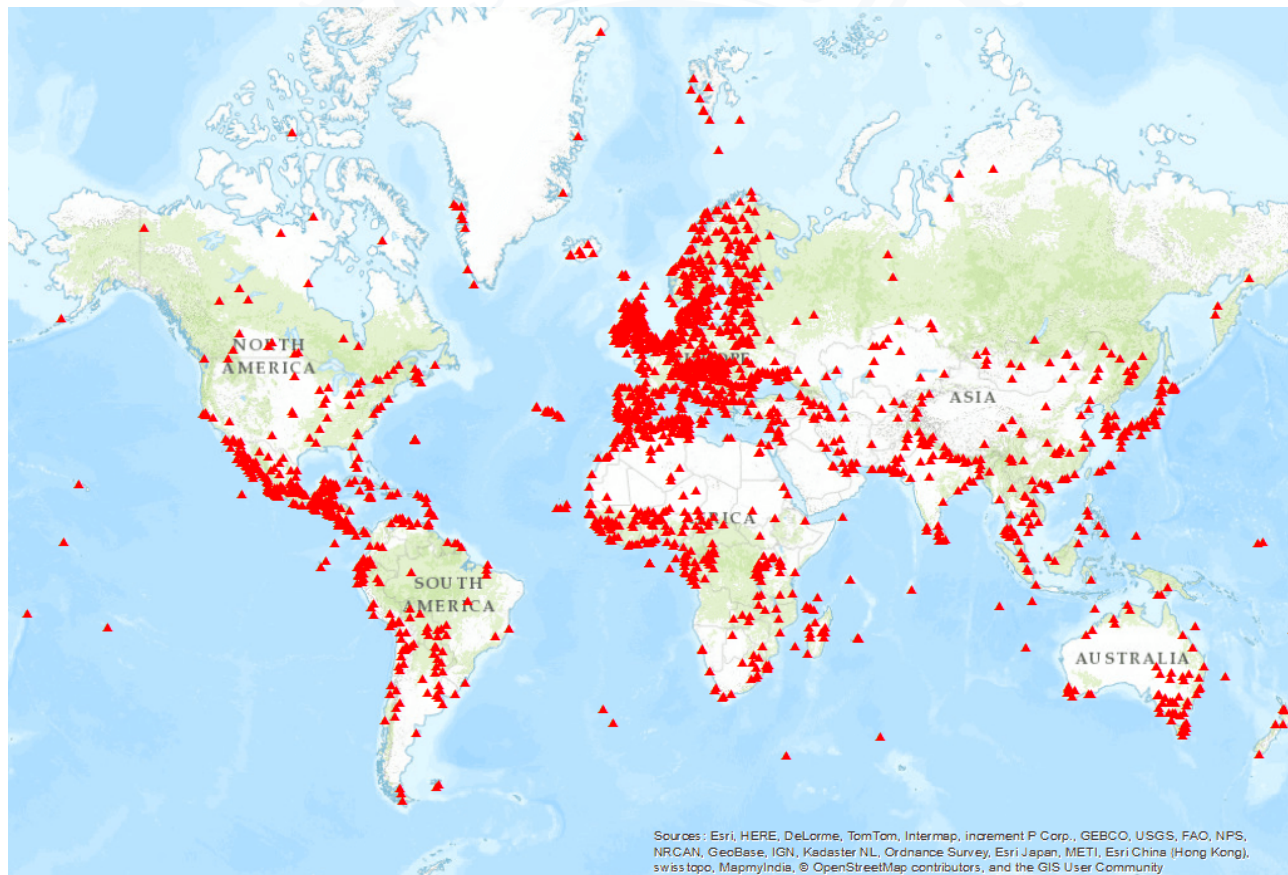 NORTH
AMERICA
EUROPE
ASIA
AFRICA
SOUTH
AMERICA
AUSTRALIA
Sources: Esri, HERE, DeLorme, TomTom, Intermap, increment P Corp., GEBCO, USGS, FAO, NPS,
NRCAN, GeoBase, IGN, Kadaster NL, Ordnance Survey, Esri Japan, METI, Esri China (Hong Kong),
swisstopo, MapmyIndia, © OpenStreetMap contributors, and the GIS User Community